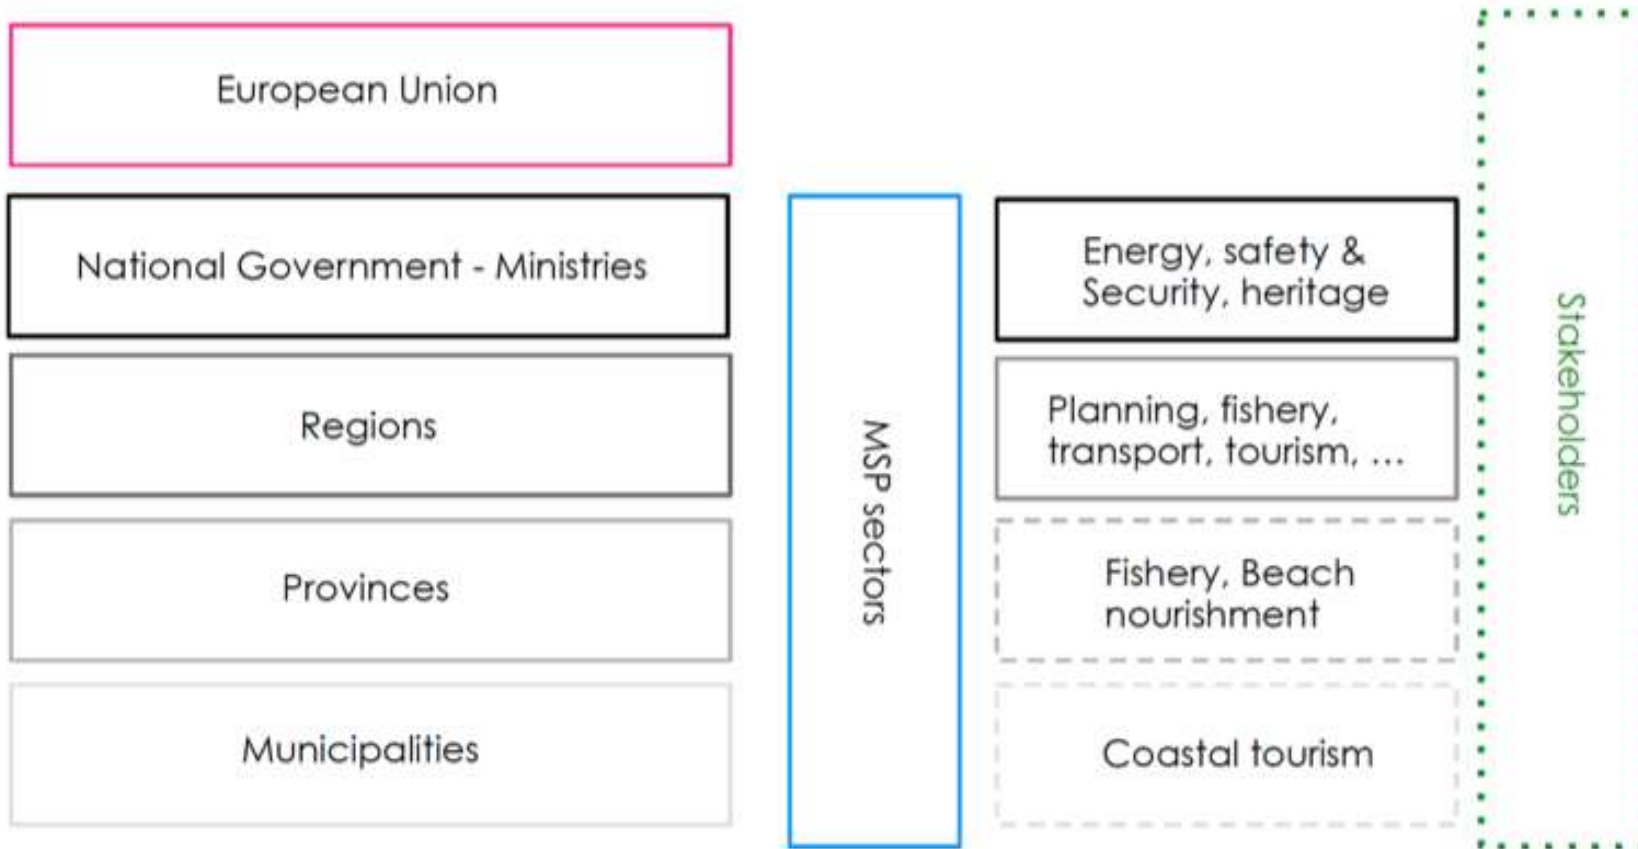 European Union
National Government - Ministries
Regions
Provinces
Municipalities
MSP sectors
Energy, safety &
Security, heritage
Planning, fishery,
transport, tourism, ...
Fishery, Beach
nourishment
Coastal tourism
Stakeholders